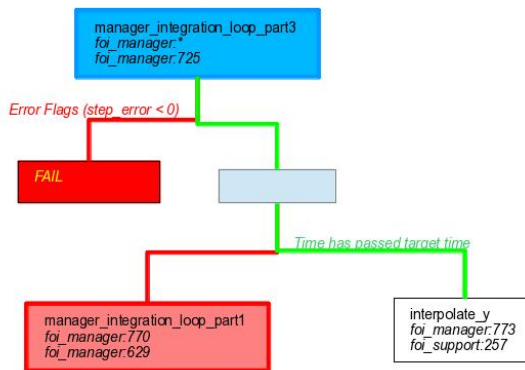 manager_integration_loop_part3
foi_manager:*
foi_manager:725
Error Flags (step_error < 0)
FAIL
Time has passed target time
manager_integration_loop_part1
foi_manager:770
foi_manager:629
interpolate_y
foi_manager:773
foi_support:257